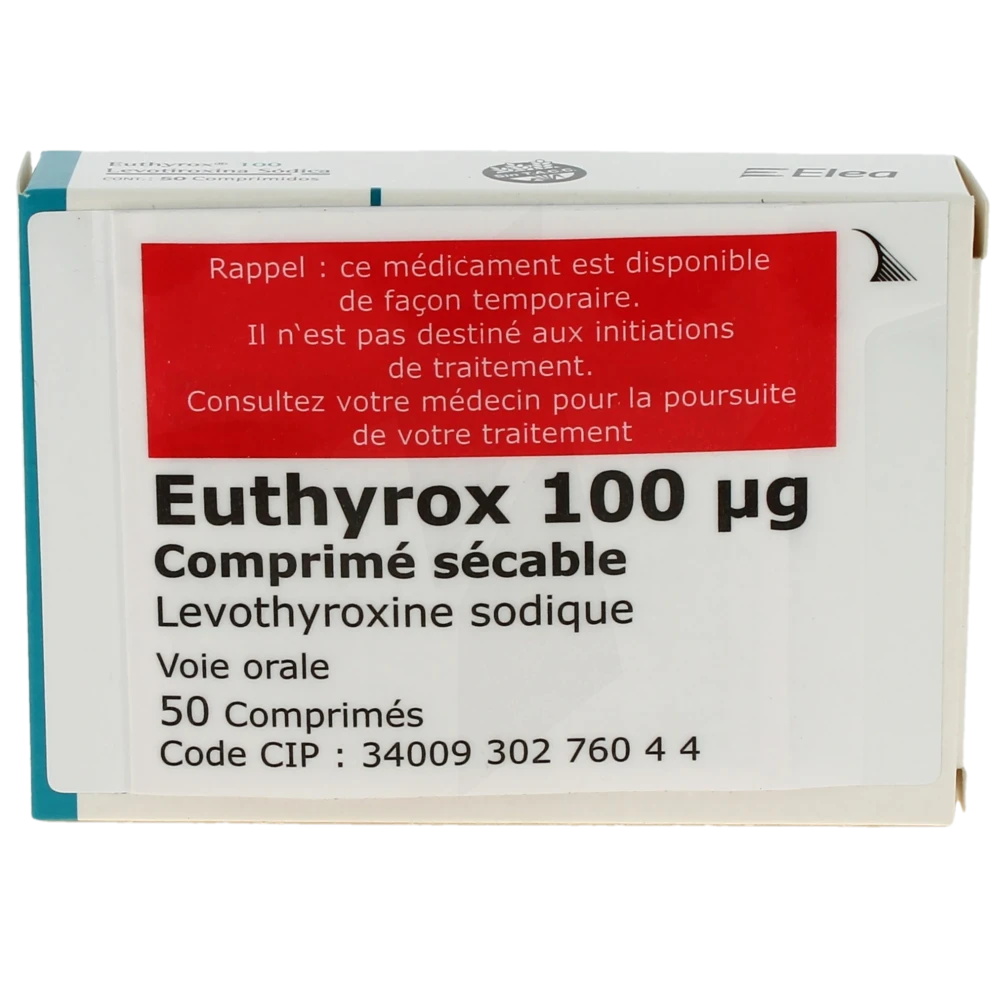 Euthyrox® 100
Levotiroxina Sódica
CONT.: 50 Comprimidos
Elea
Rappel : ce médicament est disponible
de façon temporaire.
Il n'est pas destiné aux initiations
de traitement.
Consultez votre médecin pour la poursuite
de votre traitement
Euthyrox 100 µg
Comprimé sécable
Levothyroxine sodique
Voie orale
50 Comprimés
Code CIP : 34009 302 760 4 4